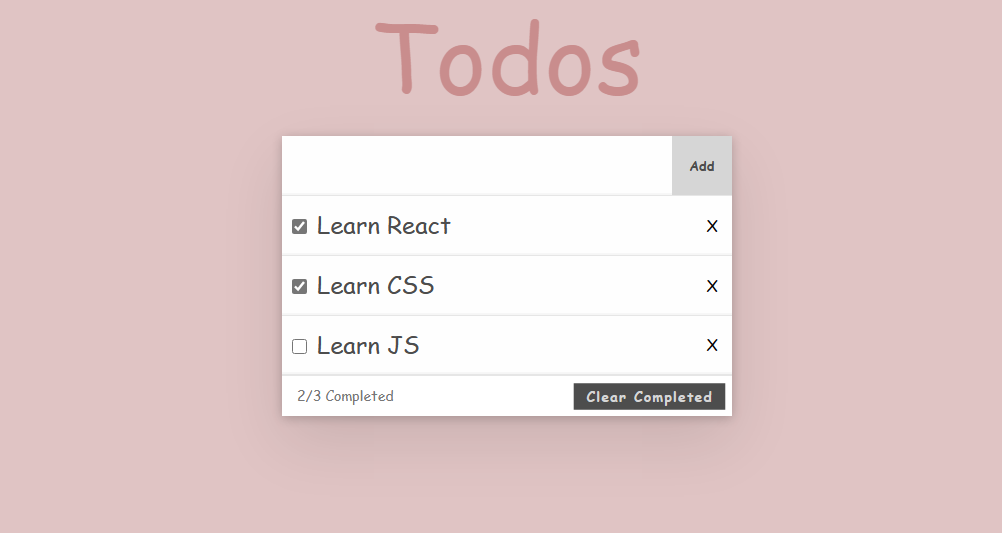 Todos
Add
Learn React X
Learn CSS X
Learn JS X
2/3 Completed Clear Completed